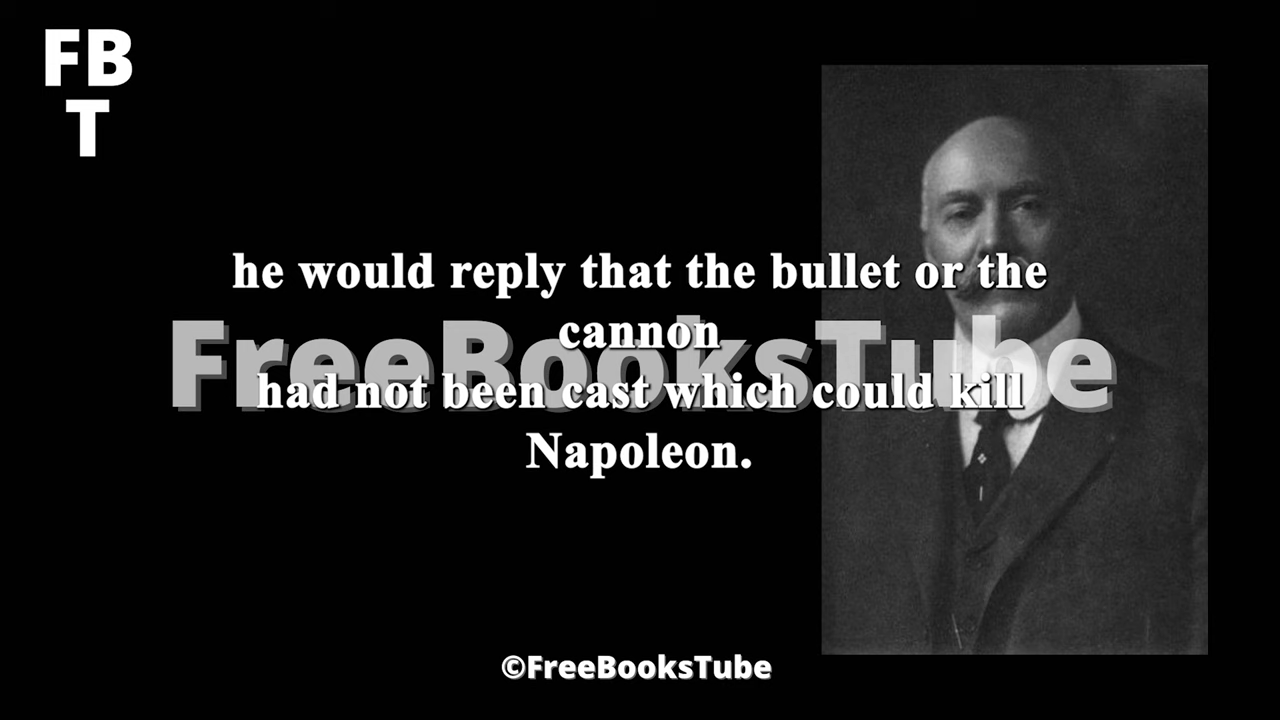 FB
T
he would reply that the bullet or the
cannon
FreeBooksTube
had not been cast which could kill
Napoleon.
©FreeBooksTube